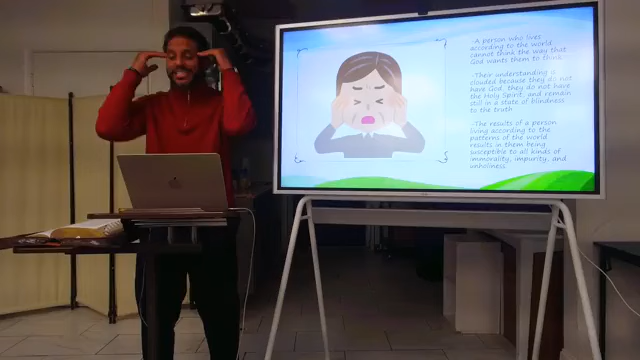 -A person who lives
according to the world
cannot think the way that
God wants them to think.
-Their understanding is
clouded because they do not
have God, they do not have
the Holy Spirit, and remain
still in a state of blindness
to the truth
-The results of a person
living according to the
patterns of the world
results in them being
susceptible to all kinds of
immorality, impurity, and
unholiness.